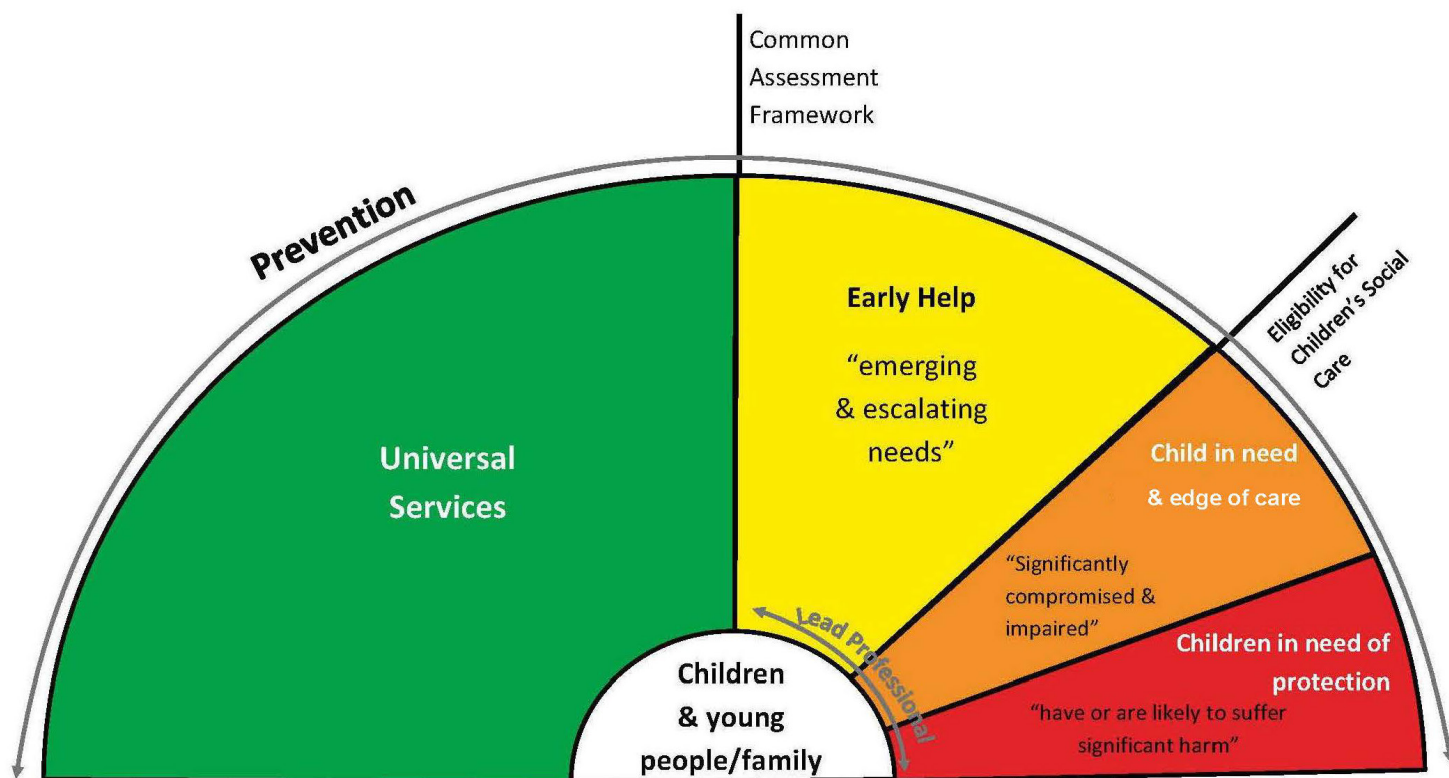 Common
Assessment
Framework
Prevention
Eligibility for
Children's Social
Care
Early Help
“emerging
& escalating
needs”
Universal
Services
Child in need
& edge of care
“Significantly
compromised &
impaired”
Lead Professional
Children in need of
protection
“have or are likely to suffer
significant harm”
Children
& young
people/family